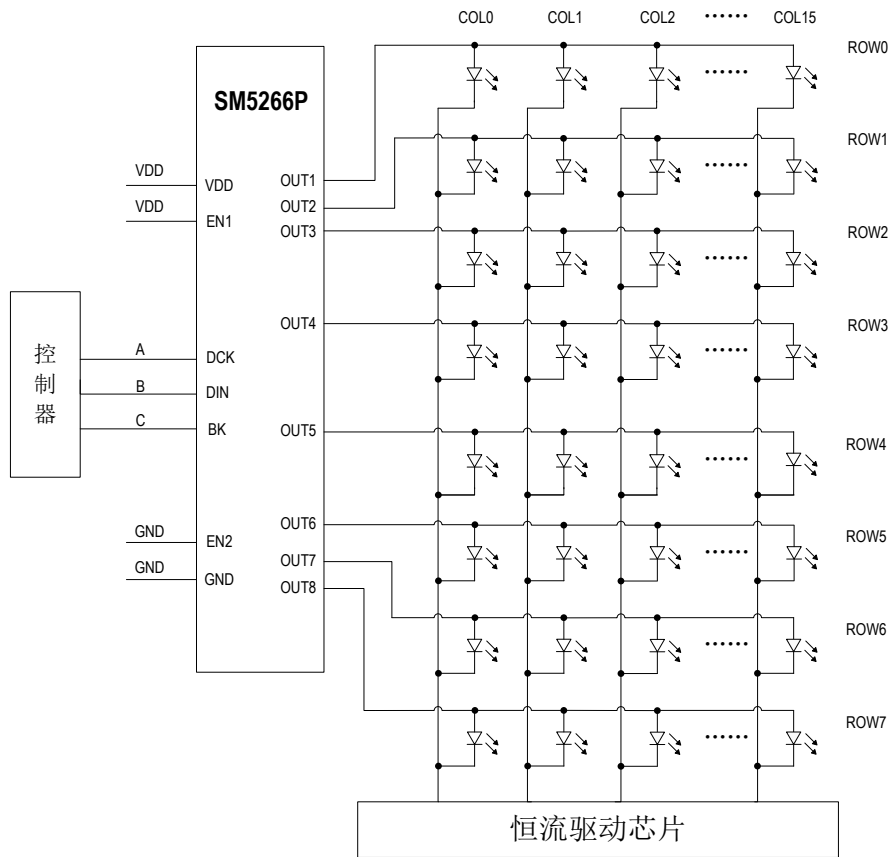 COL0 COL1 COL2 ...... COL15
ROW0
SM5266P
ROW1
VDD VDD OUT1
VDD EN1 OUT2
OUT3 ROW2
OUT4 ROW3
控制器
A DCK
B DIN
C BK OUT5 ROW4
GND EN2 OUT6 ROW5
GND GND OUT7
OUT8
ROW6
ROW7
恒流驱动芯片